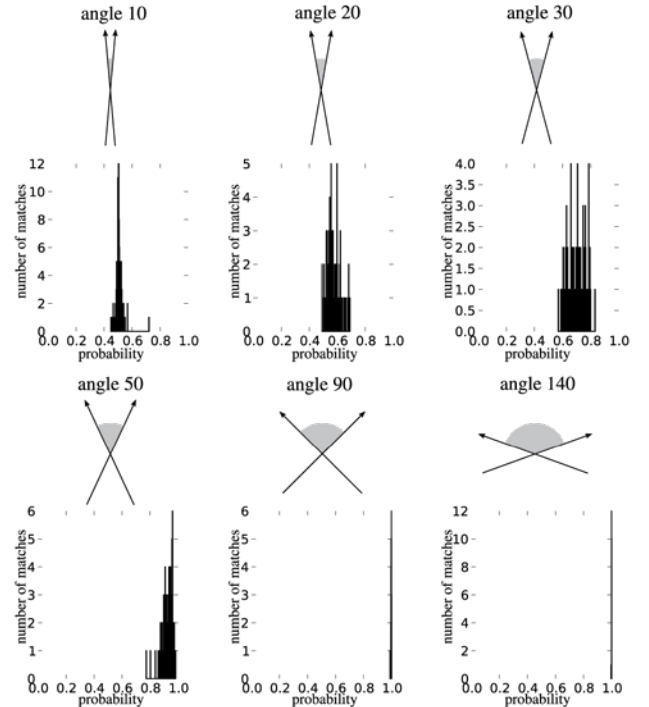 angle 10
angle 20
angle 30
number of matches
12
10
8
6
4
2
0
0.0 0.2 0.4 0.6 0.8 1.0
probability
number of matches
5
4
3
2
1
0
0.0 0.2 0.4 0.6 0.8 1.0
probability
number of matches
4.0
3.5
3.0
2.5
2.0
1.5
1.0
0.5
0.0
0.0 0.2 0.4 0.6 0.8 1.0
probability
angle 50
angle 90
angle 140
number of matches
6
5
4
3
2
1
0
0.0 0.2 0.4 0.6 0.8 1.0
probability
number of matches
6
5
4
3
2
1
0
0.0 0.2 0.4 0.6 0.8 1.0
probability
number of matches
12
10
8
6
4
2
0
0.0 0.2 0.4 0.6 0.8 1.0
probability